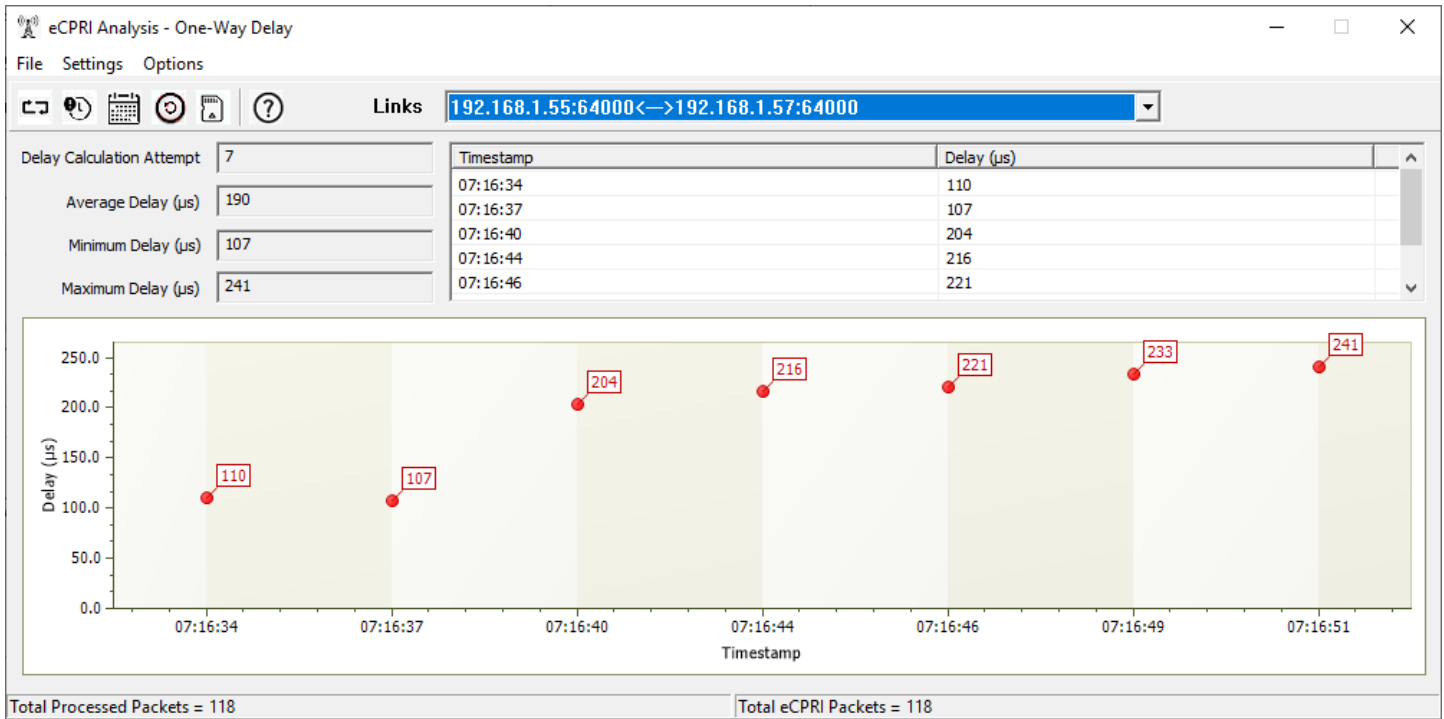 eCPRI Analysis - One-Way Delay
File Settings Options
Links 192.168.1.55:64000<--->192.168.1.57:64000
Delay Calculation Attempt 7
Average Delay (µs) 190
Minimum Delay (µs) 107
Maximum Delay (µs) 241
Timestamp Delay (µs)
07:16:34 110
07:16:37 107
07:16:40 204
07:16:44 216
07:16:46 221
250.0
200.0
150.0
100.0
50.0
0.0
Delay (µs)
110
107
204
216
221
233
241
07:16:34 07:16:37 07:16:40 07:16:44 07:16:46 07:16:49 07:16:51
Timestamp
Total Processed Packets = 118
Total eCPRI Packets = 118